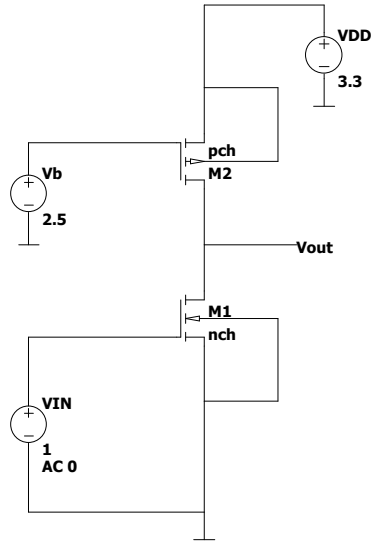 VDD
+
−
3.3
pch
M2
Vb
+
−
2.5
Vout
M1
nch
VIN
+
−
1
AC 0